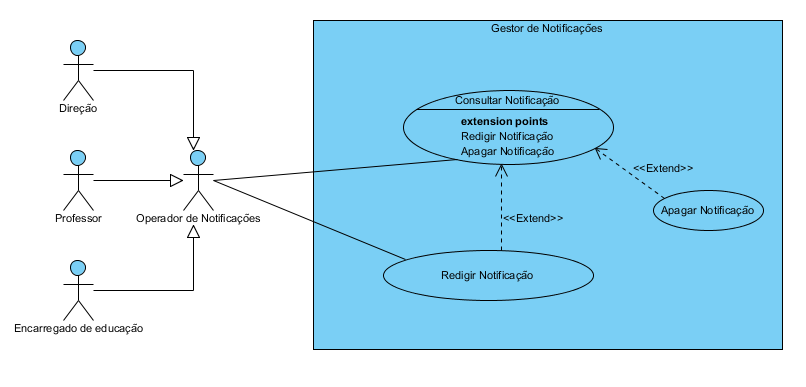 Gestor de Notificações
Direção
Consultar Notificação
extension points
Redigir Notificação
Apagar Notificação
<<Extend>>
Professor
Operador de Notificações
Apagar Notificação
<<Extend>>
Redigir Notificação
Encarregado de educação